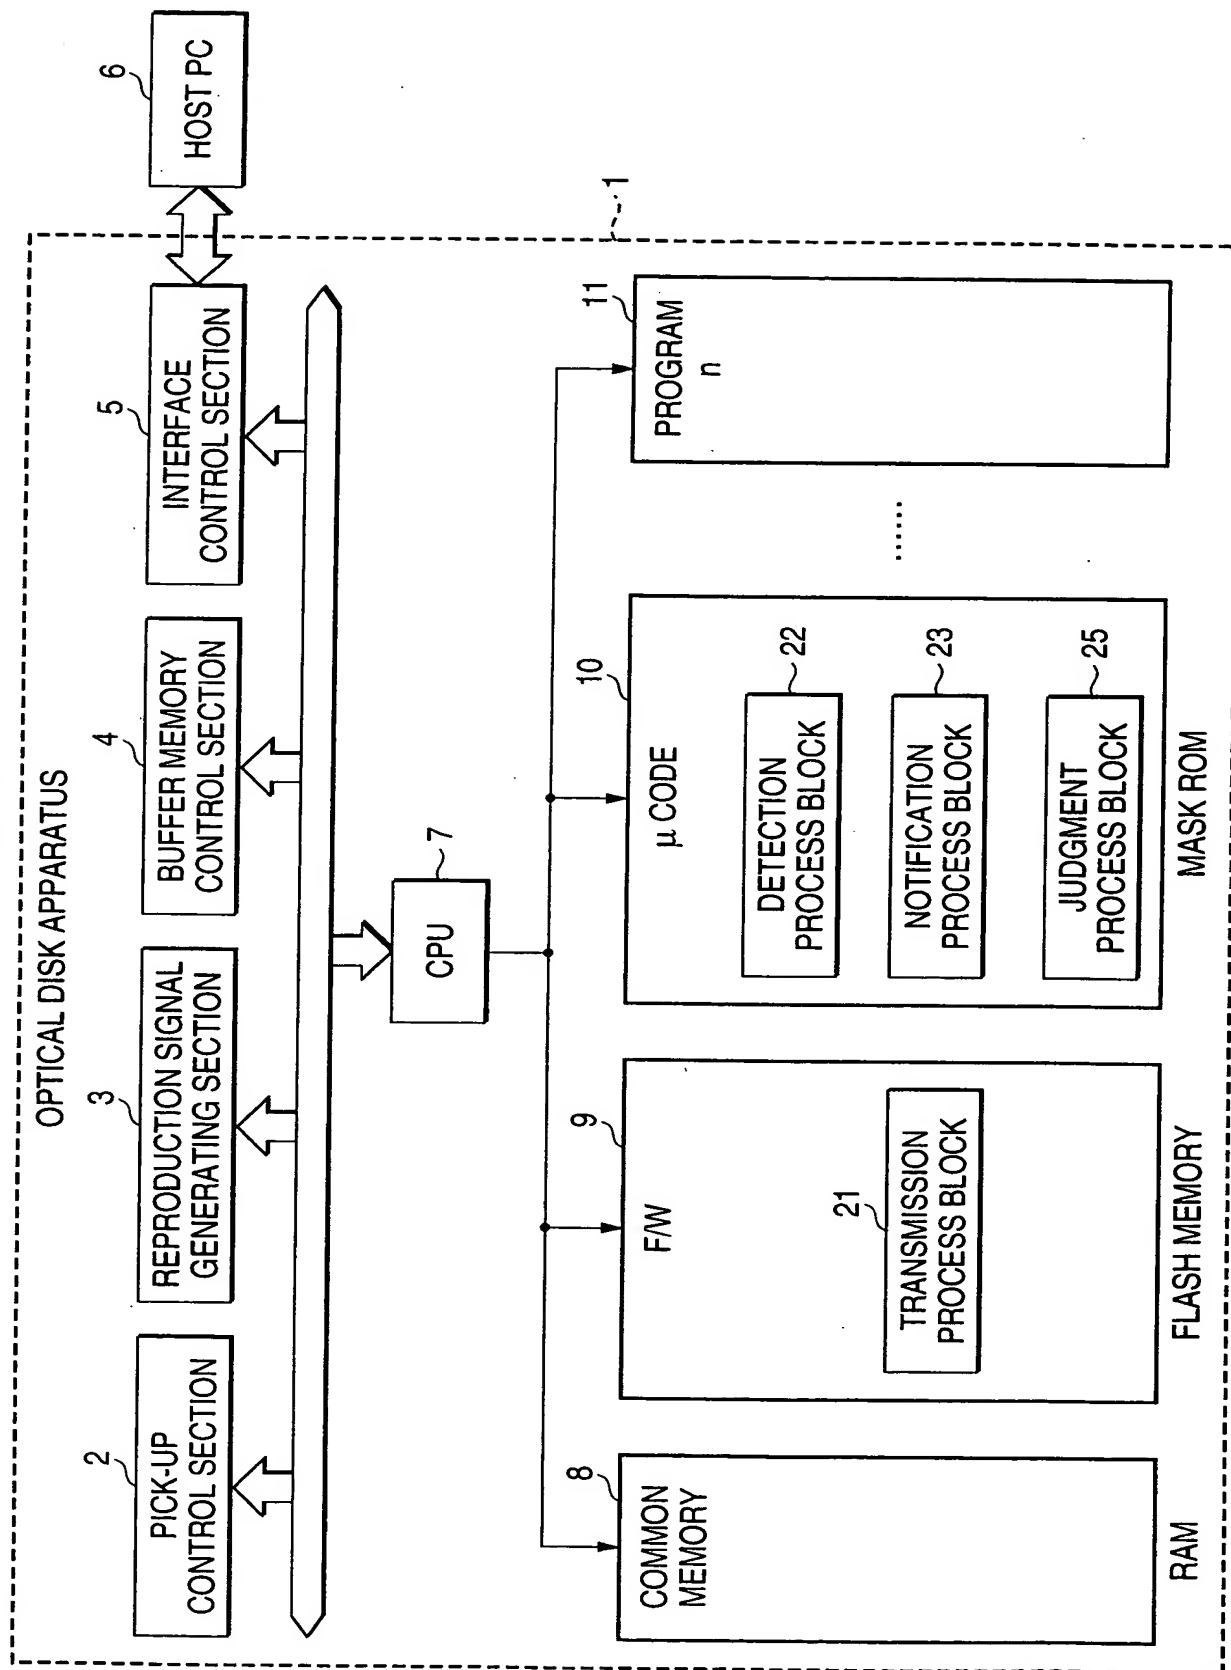 OPTICAL DISK APPARATUS
1
2
PICK-UP
CONTROL SECTION
3
REPRODUCTION SIGNAL
GENERATING SECTION
4
BUFFER MEMORY
CONTROL SECTION
5
INTERFACE
CONTROL SECTION
6
HOST PC
7
CPU
8
COMMON
MEMORY
RAM
9
F/W
21
TRANSMISSION
PROCESS BLOCK
FLASH MEMORY
10
μ CODE
22
DETECTION
PROCESS BLOCK
23
NOTIFICATION
PROCESS BLOCK
25
JUDGMENT
PROCESS BLOCK
MASK ROM
......
11
PROGRAM
n